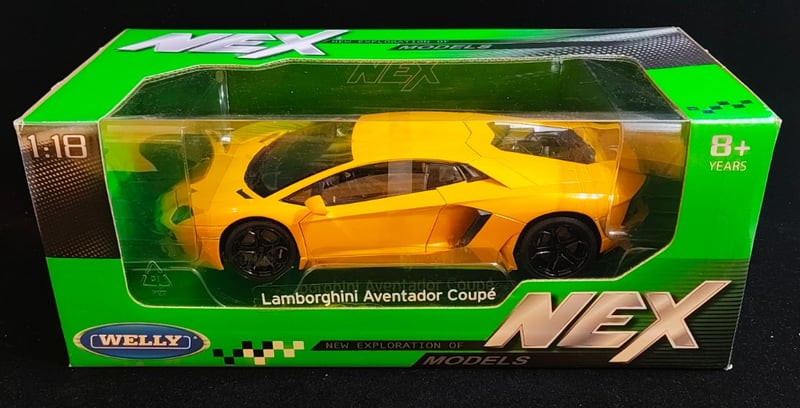 NEX
NEW EXPLORATION OF
MODELS
NEX
1:18
8+
YEARS
Lamborghini Aventador Coupé
WELLY
NEX
NEW EXPLORATION OF
MODELS